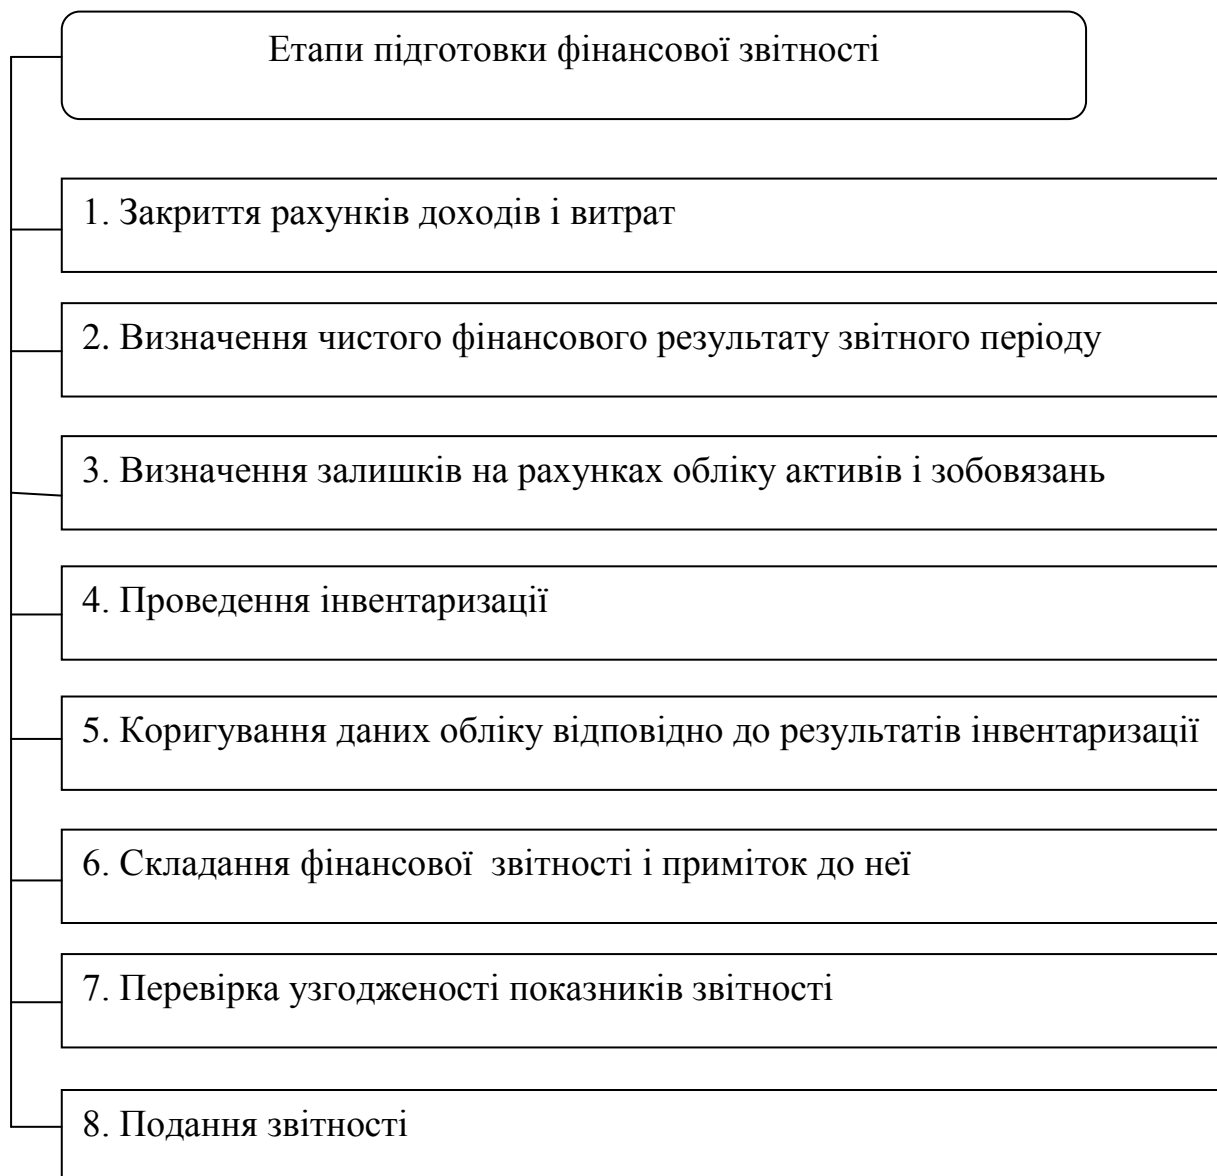 Етапи підготовки фінансової звітності
1. Закриття рахунків доходів і витрат
2. Визначення чистого фінансового результату звітного періоду
3. Визначення залишків на рахунках обліку активів і зобовязань
4. Проведення інвентаризації
5. Коригування даних обліку відповідно до результатів інвентаризації
6. Складання фінансової  звітності і приміток до неї
7. Перевірка узгодженості показників звітності
8. Подання звітності